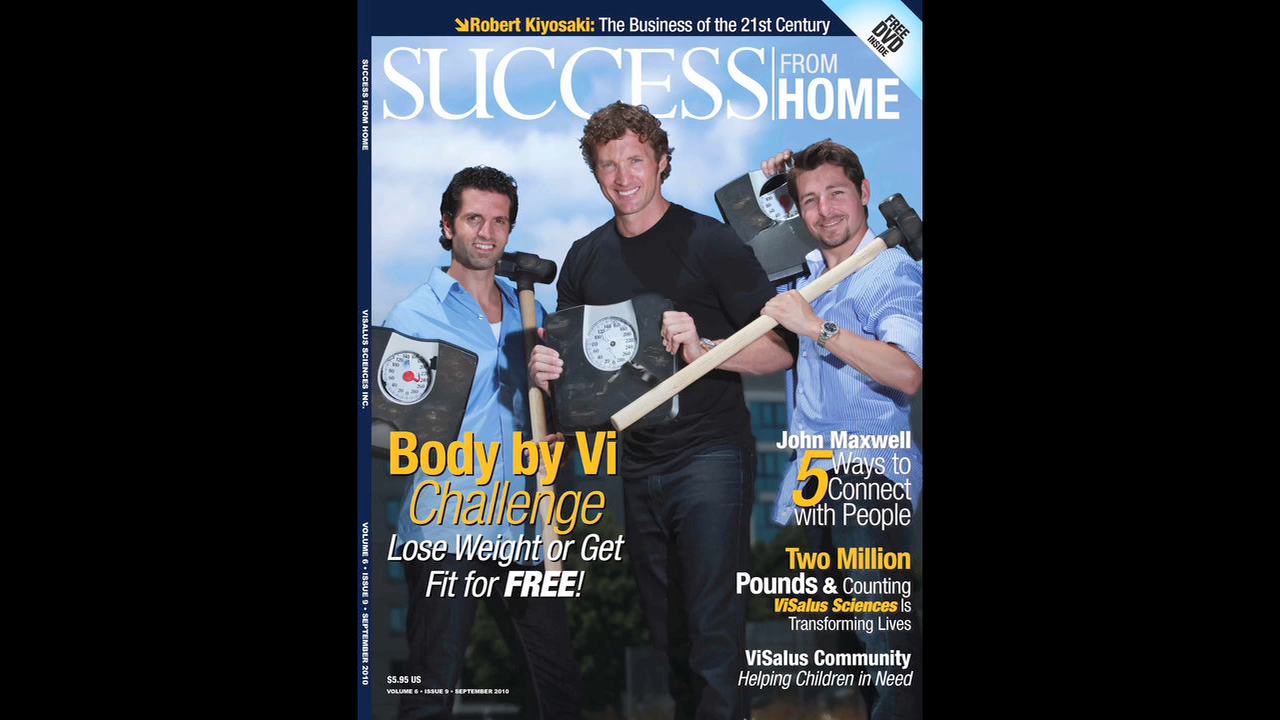 Robert Kiyosaki: The Business of the 21st Century
FREE
DVD
INSIDE
SUCCESS FROM
HOME
SUCCESS FROM HOME
VISALUS SCIENCES INC.
VOLUME 6 • ISSUE 9 • SEPTEMBER 2010
Body by Vi
Challenge
Lose Weight or Get
Fit for FREE!
John Maxwell
5 Ways to
Connect
with People
Two Million
Pounds & Counting
ViSalus Sciences Is
Transforming Lives
ViSalus Community
Helping Children in Need
$5.95 US
VOLUME 6 • ISSUE 9 • SEPTEMBER 2010